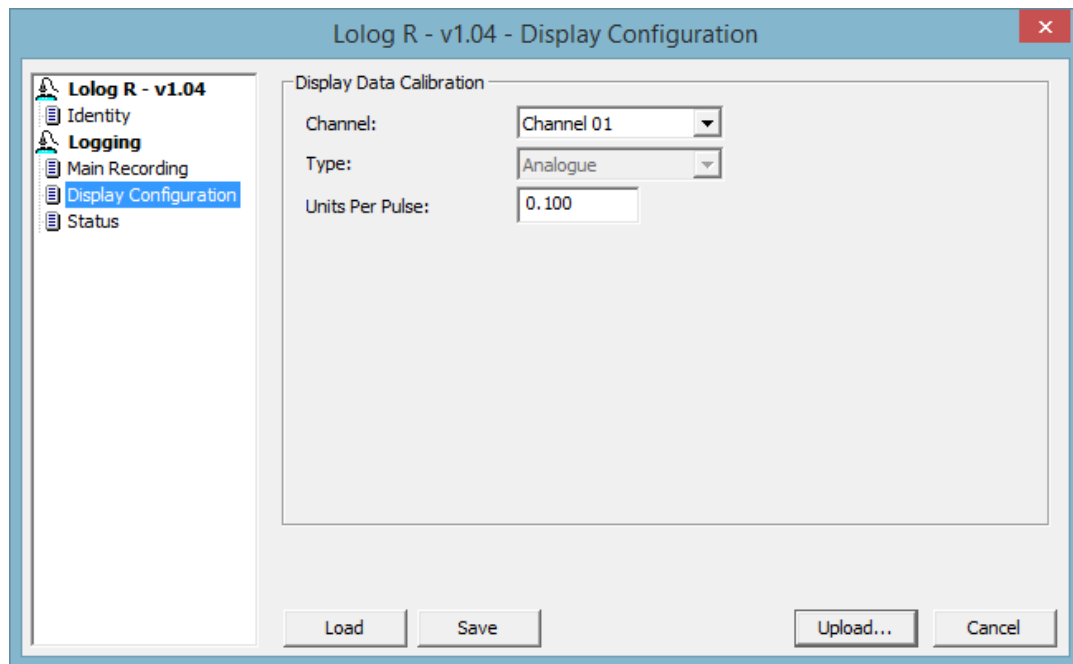 Lolog R - v1.04 - Display Configuration
Lolog R - v1.04
Identity
Logging
Main Recording
Display Configuration
Status
Display Data Calibration
Channel: Channel 01
Type: Analogue
Units Per Pulse: 0.100
Load Save Upload... Cancel